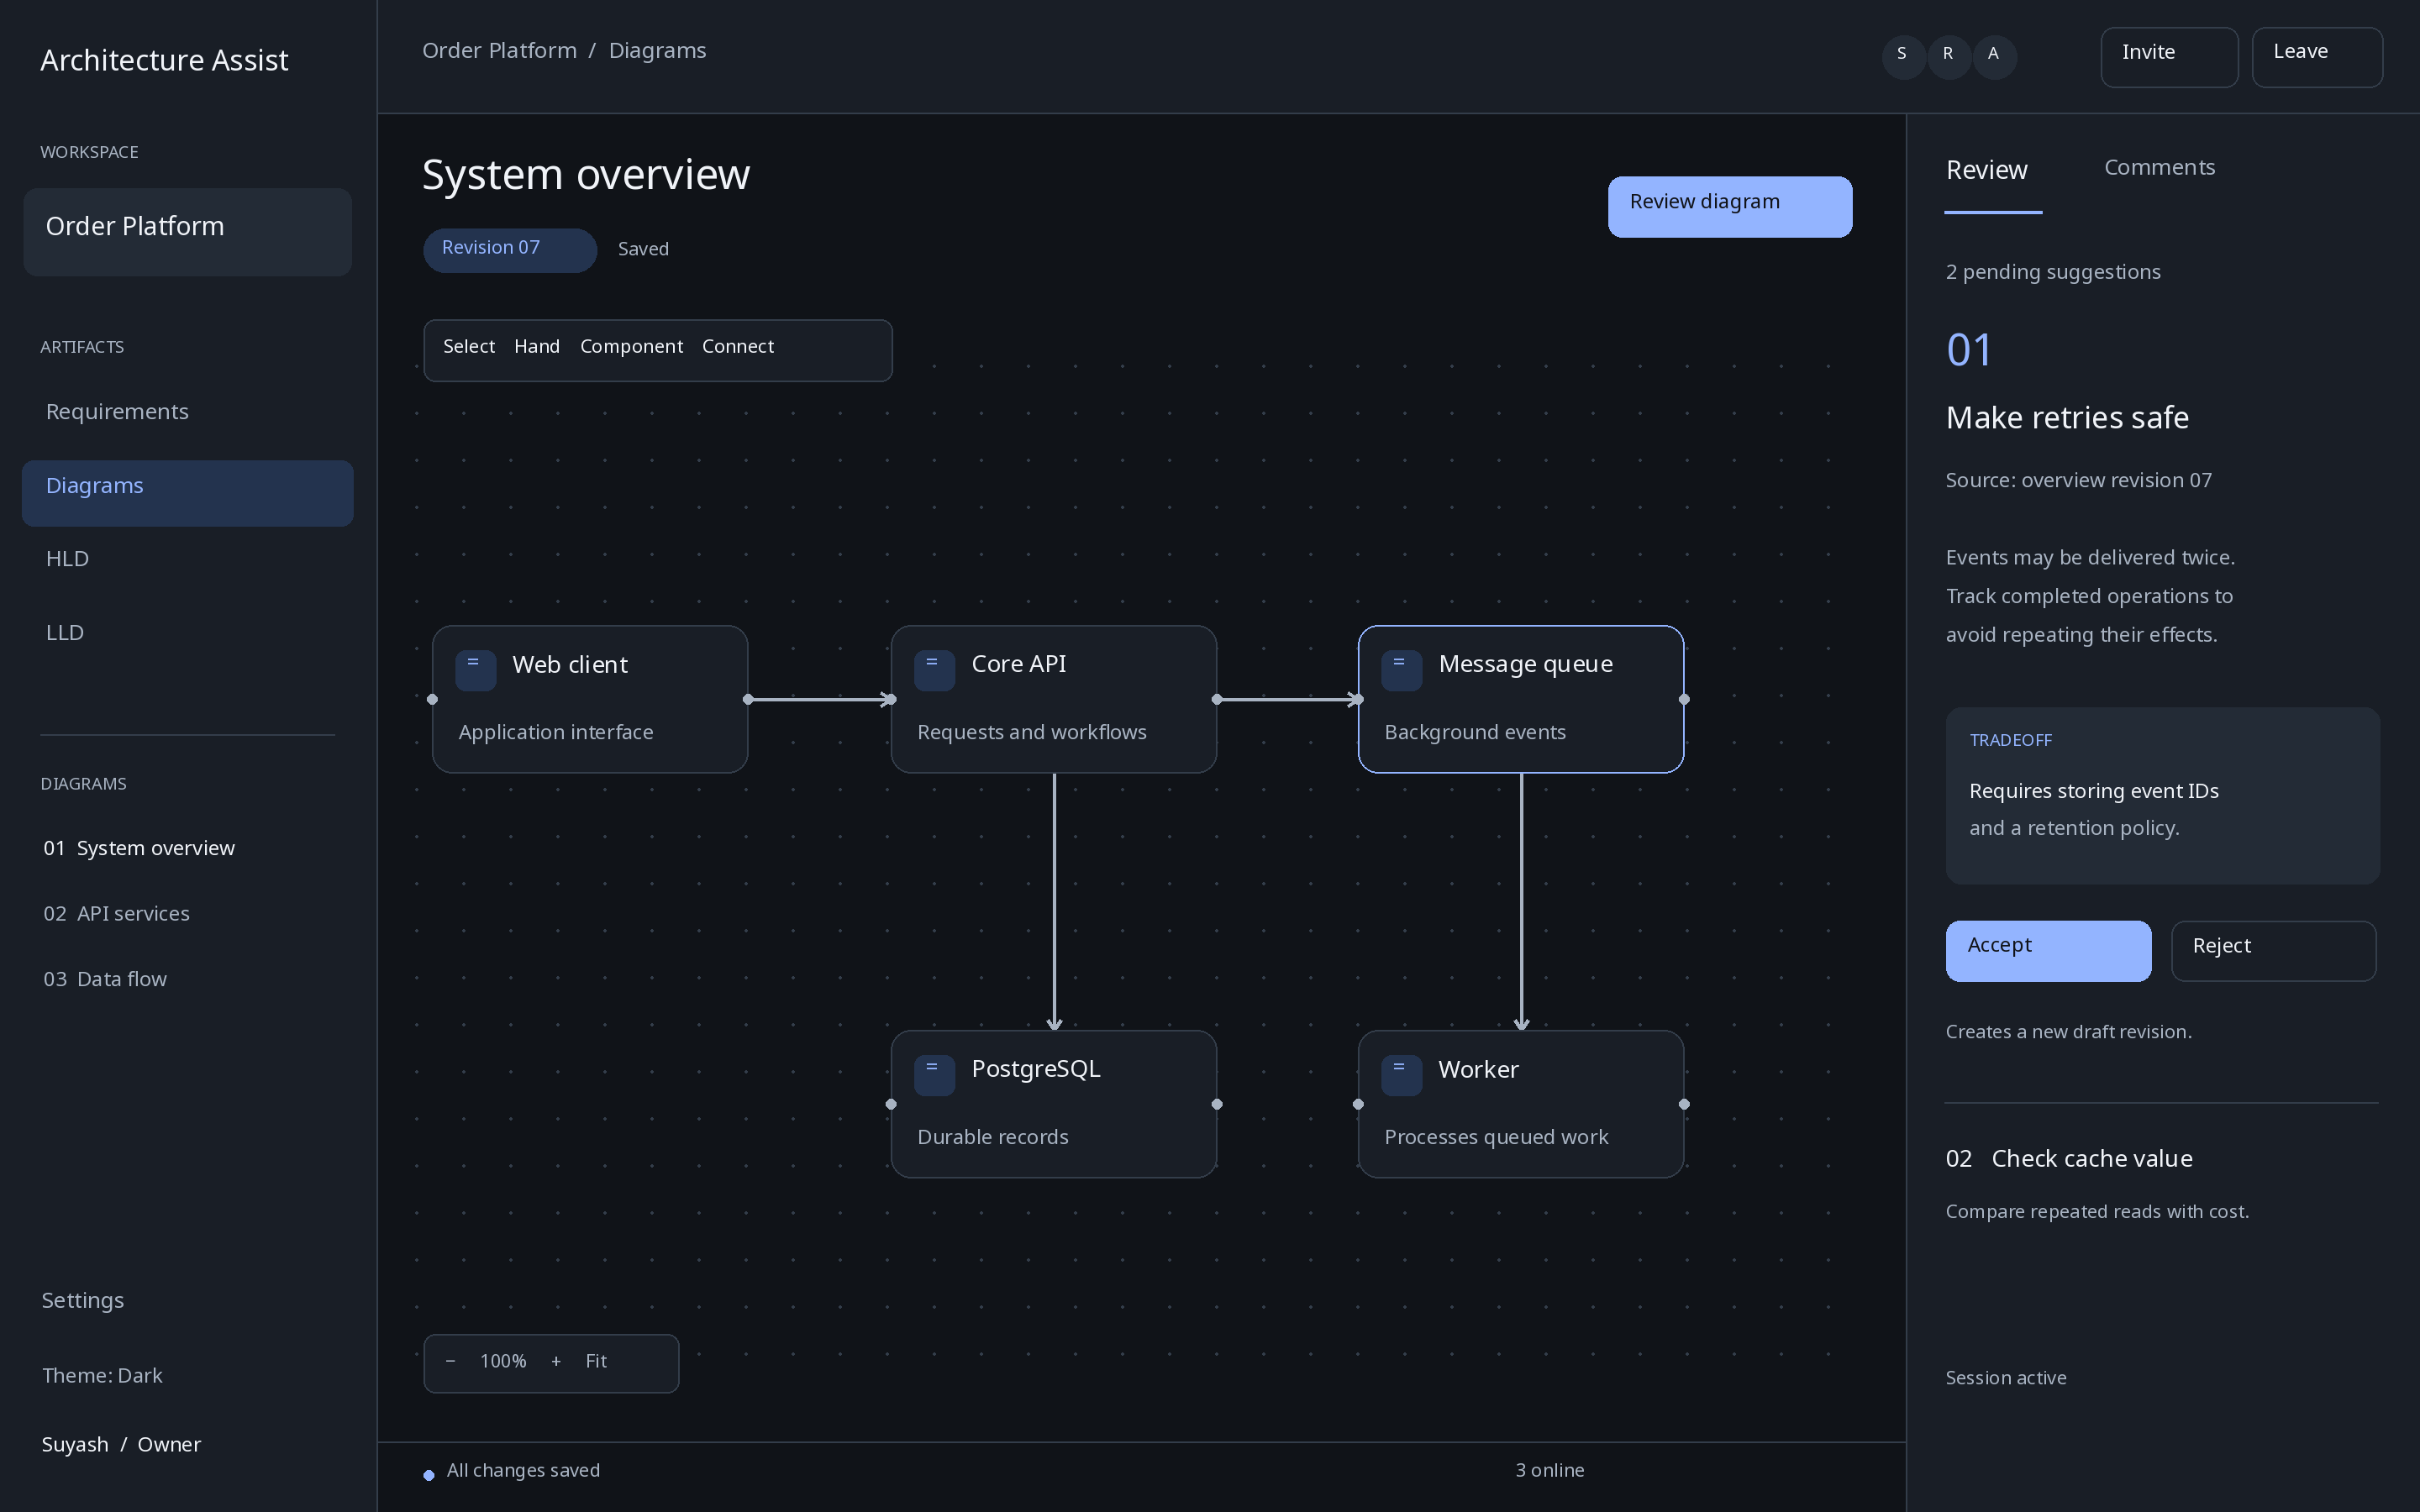 Architecture Assist
WORKSPACE
Order Platform
ARTIFACTS
Requirements
Diagrams
HLD
LLD
DIAGRAMS
01 System overview
02 API services
03 Data flow
Settings
Theme: Dark
Suyash / Owner
Order Platform / Diagrams
S R A
Invite
Leave
System overview
Revision 07
Saved
Review diagram
Select Hand Component Connect
= Web client
Application interface
= Core API
Requests and workflows
= Message queue
Background events
= PostgreSQL
Durable records
= Worker
Processes queued work
− 100% + Fit
All changes saved
3 online
Review
Comments
2 pending suggestions
01
Make retries safe
Source: overview revision 07
Events may be delivered twice.
Track completed operations to
avoid repeating their effects.
TRADEOFF
Requires storing event IDs
and a retention policy.
Accept
Reject
Creates a new draft revision.
02 Check cache value
Compare repeated reads with cost.
Session active